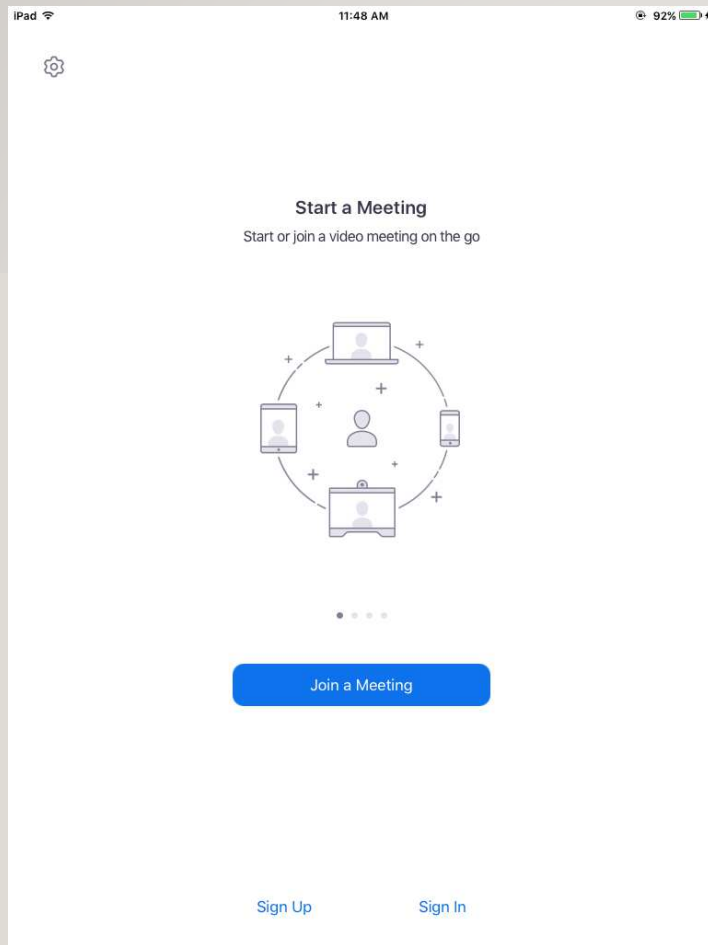 iPad 11:48 AM 92%
Start a Meeting
Start or join a video meeting on the go
Join a Meeting
Sign Up Sign In